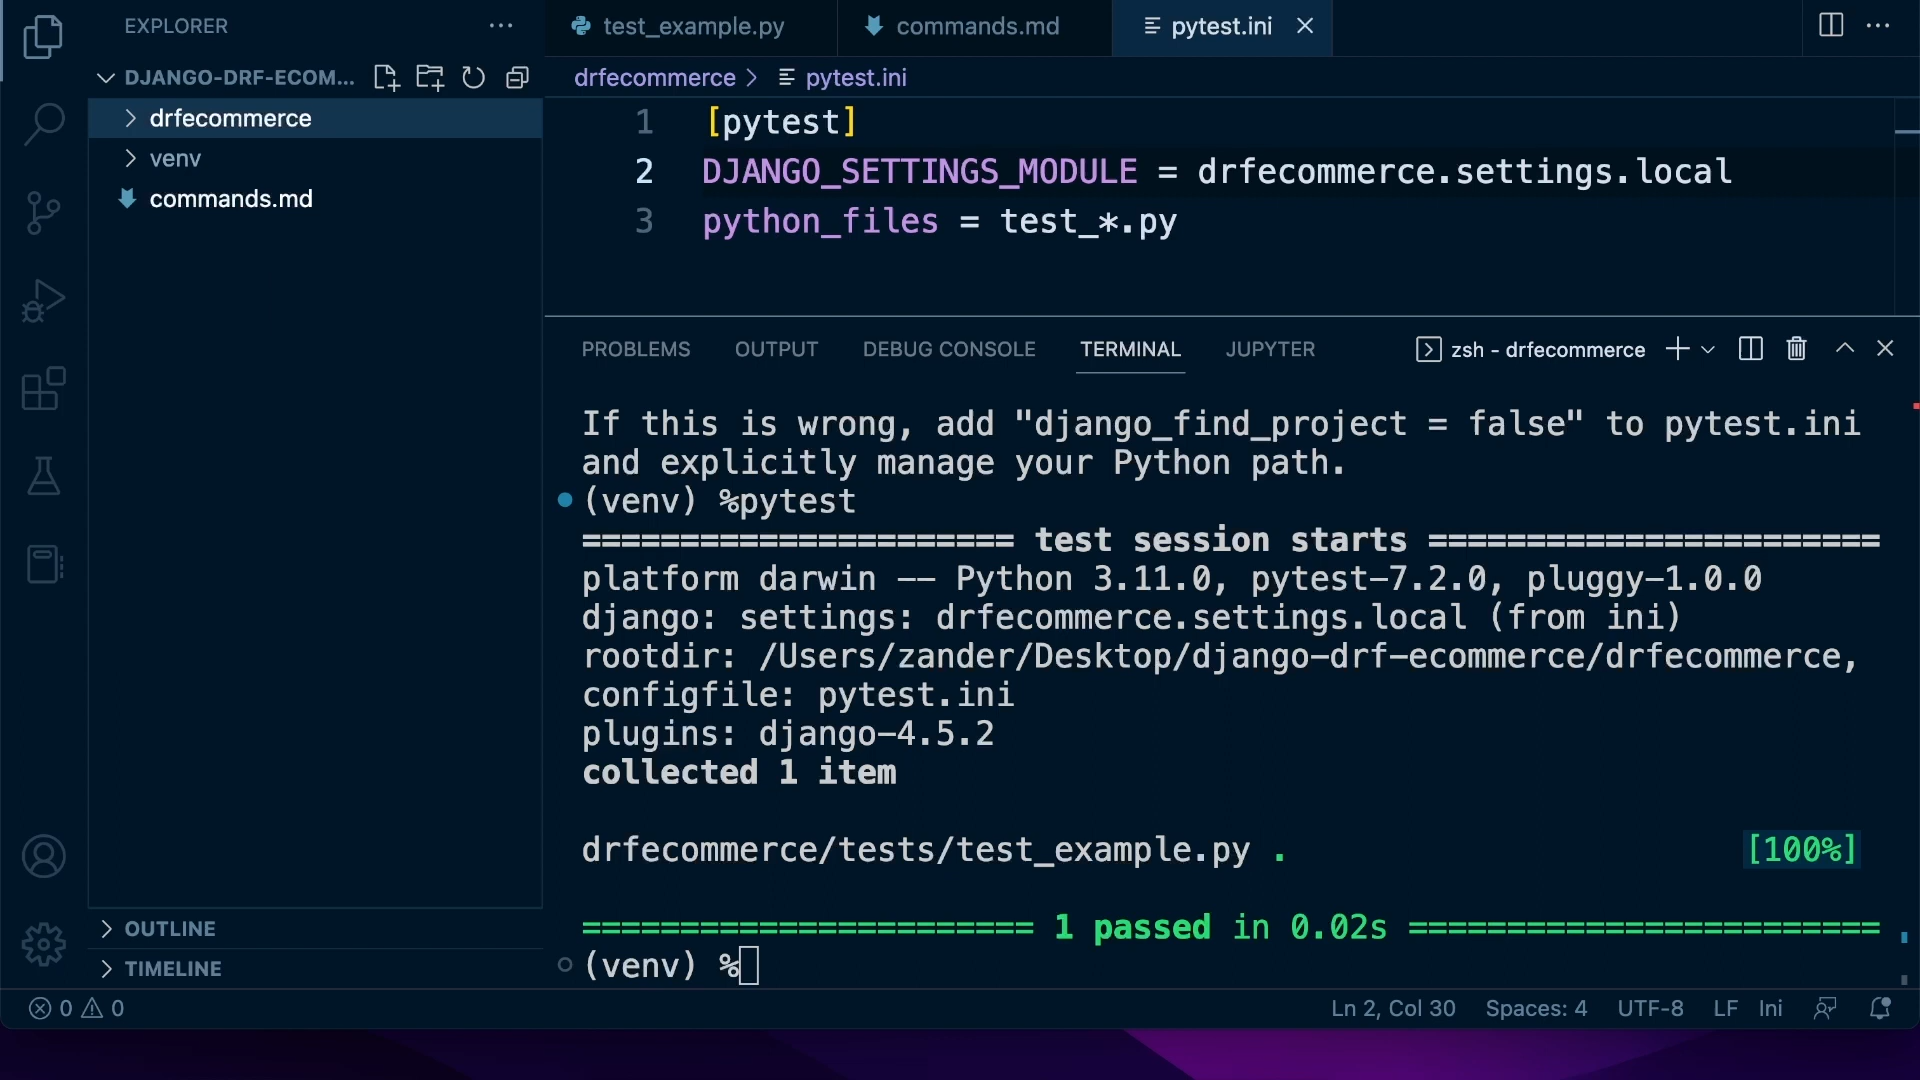 EXPLORER
DJANGO-DRF-ECOM...
drfecommerce
venv
commands.md
OUTLINE
TIMELINE
test_example.py
commands.md
pytest.ini
drfecommerce > pytest.ini
1 [pytest]
2 DJANGO_SETTINGS_MODULE = drfecommerce.settings.local
3 python_files = test_*.py
PROBLEMS OUTPUT DEBUG CONSOLE TERMINAL JUPYTER
zsh - drfecommerce
If this is wrong, add "django_find_project = false" to pytest.ini
and explicitly manage your Python path.
(venv) %pytest
====================== test session starts =======================
platform darwin -- Python 3.11.0, pytest-7.2.0, pluggy-1.0.0
django: settings: drfecommerce.settings.local (from ini)
rootdir: /Users/zander/Desktop/django-drf-ecommerce/drfecommerce,
configfile: pytest.ini
plugins: django-4.5.2
collected 1 item
drfecommerce/tests/test_example.py . [100%]
======================= 1 passed in 0.02s ========================
(venv) %
0 0
Ln 2, Col 30 Spaces: 4 UTF-8 LF Ini